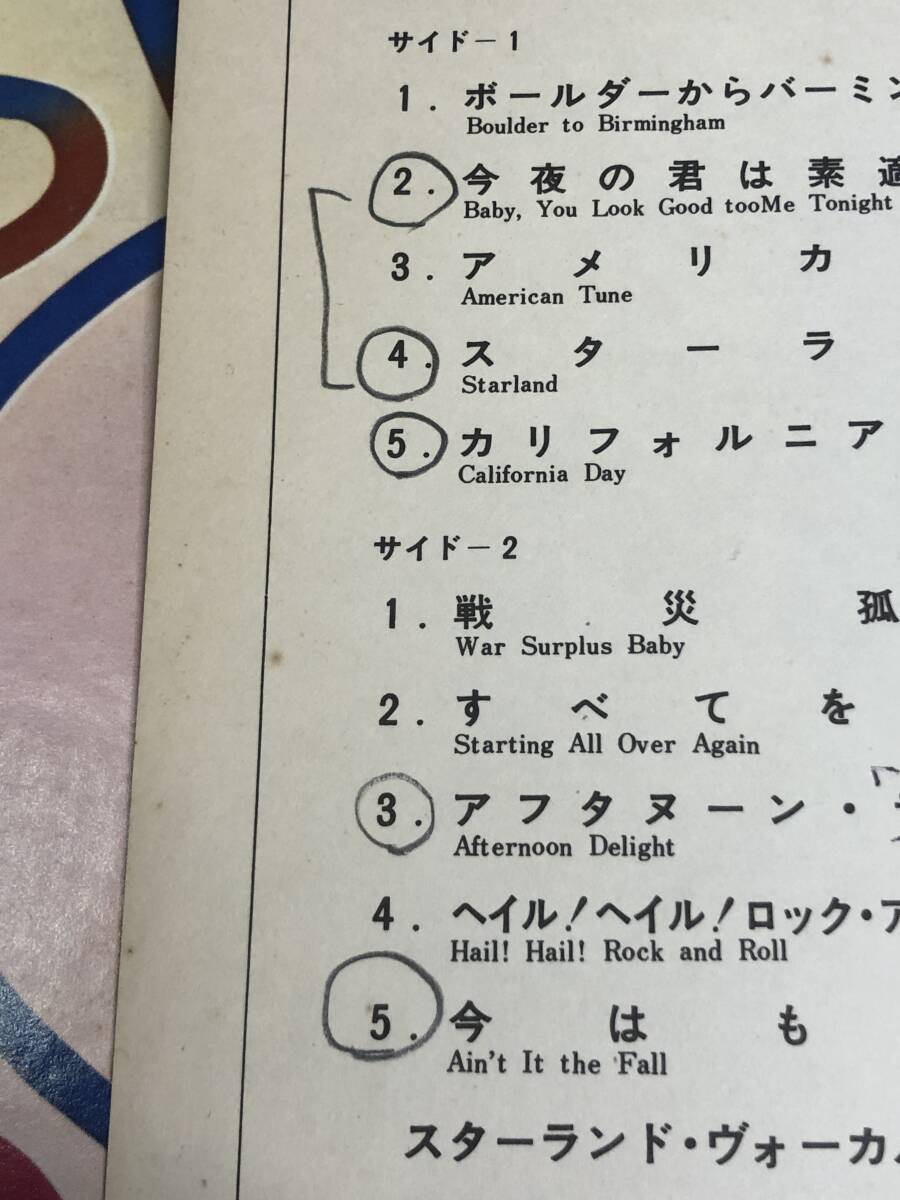 サイド－1
1. ボールダーからバーミン
Boulder to Birmingham
2. 今夜の君は素適
Baby, You Look Good tooMe Tonight
3. アメリカ
American Tune
4. スターラ
Starland
5. カリフォルニア
California Day
サイド－2
1. 戦災孤
War Surplus Baby
2. すべてを
Starting All Over Again
3. アフタヌーン・
Afternoon Delight
4. ヘイル！ヘイル！ロック・ア
Hail! Hail! Rock and Roll
5. 今はも
Ain't It the Fall
スターランド・ヴォーカル